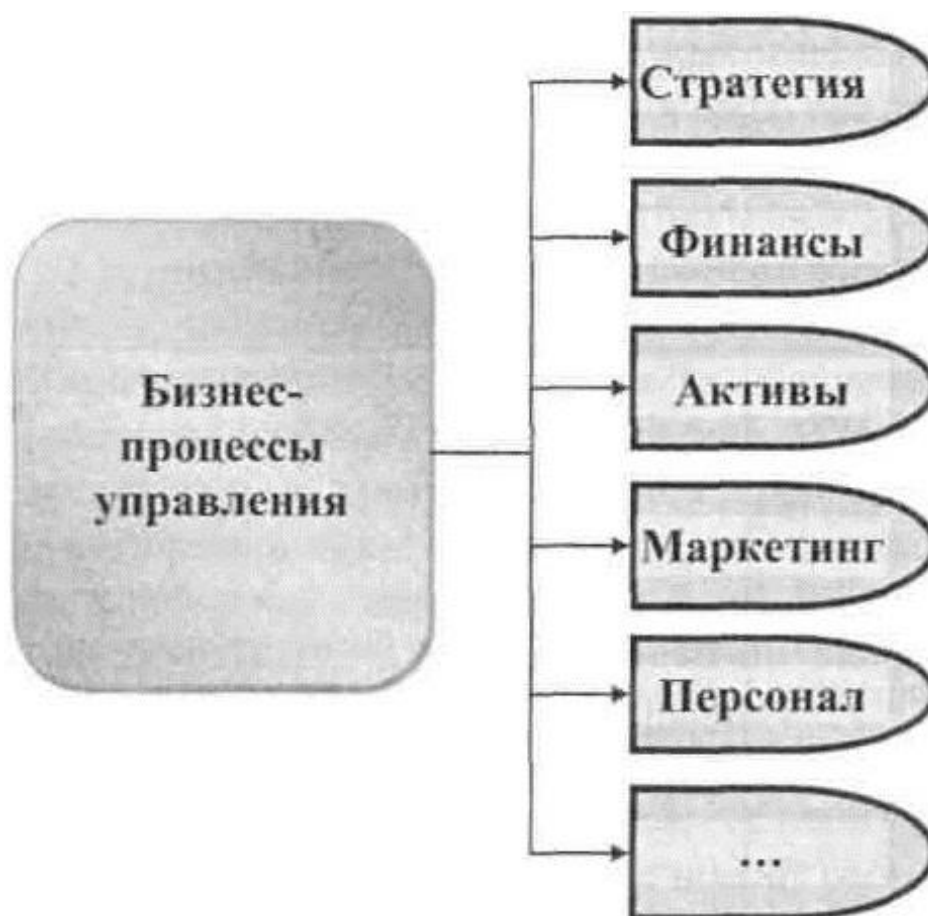 Бизнес-
процессы
управления
Стратегия
Финансы
Активы
Маркетинг
Персонал
...